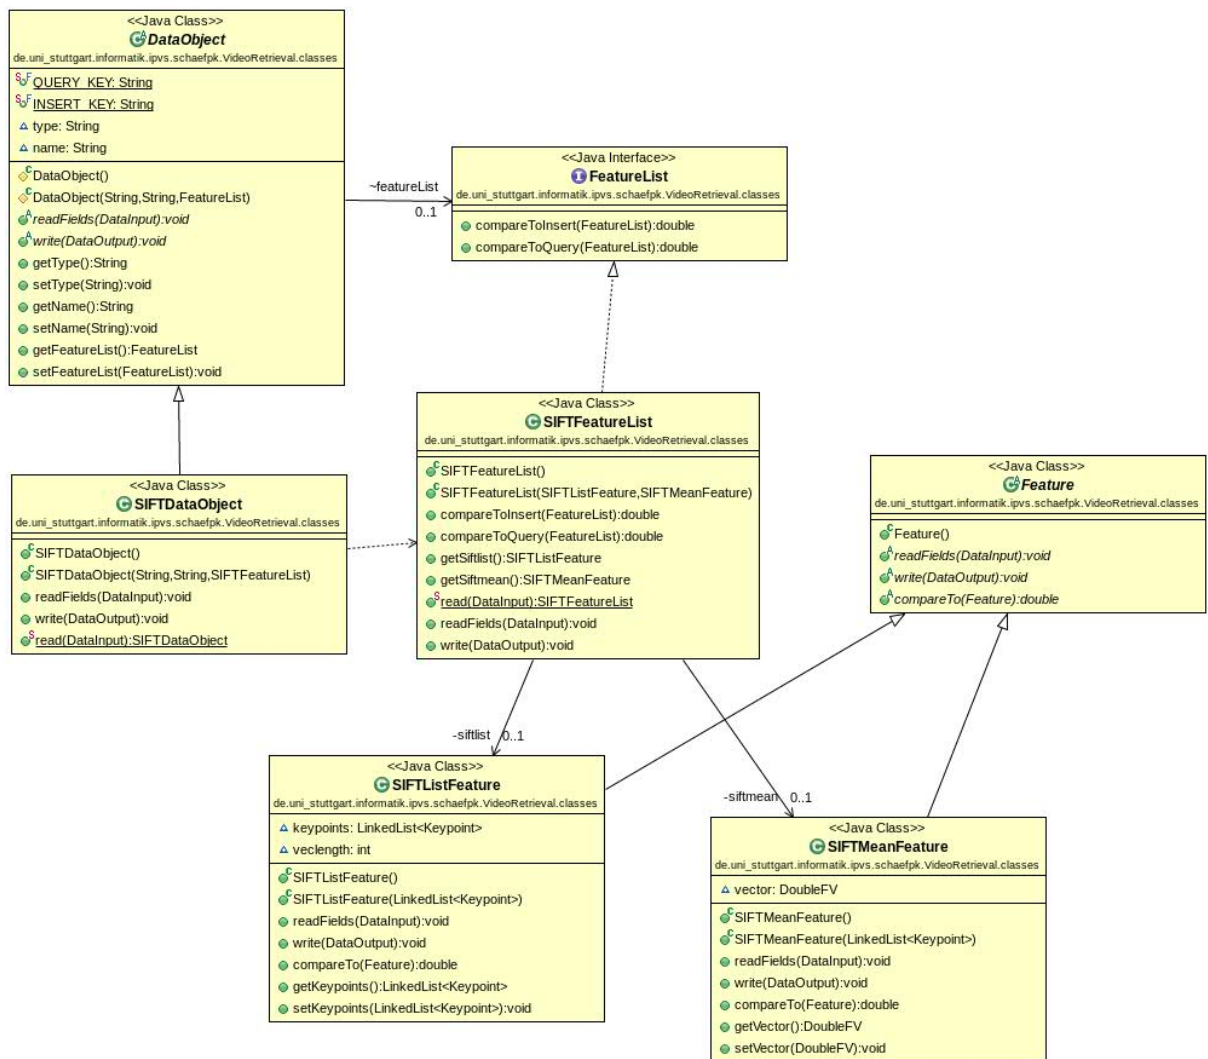 <<Java Class>>
DataObject
de.uni_stuttgart.informatik.ipvs.schaefpk.VideoRetrieval.classes
QUERY_KEY: String
INSERT_KEY: String
type: String
name: String
DataObject()
DataObject(String,String,FeatureList)
readFields(DataInput):void
write(DataOutput):void
getType():String
setType(String):void
getName():String
setName(String):void
getFeatureList():FeatureList
setFeatureList(FeatureList):void
~featureList
0..1
<<Java Interface>>
FeatureList
de.uni_stuttgart.informatik.ipvs.schaefpk.VideoRetrieval.classes
compareToInsert(FeatureList):double
compareToQuery(FeatureList):double
<<Java Class>>
SIFTDataObject
de.uni_stuttgart.informatik.ipvs.schaefpk.VideoRetrieval.classes
SIFTDataObject()
SIFTDataObject(String,String,SIFTFeatureList)
readFields(DataInput):void
write(DataOutput):void
read(DataInput):SIFTDataObject
<<Java Class>>
SIFTFeatureList
de.uni_stuttgart.informatik.ipvs.schaefpk.VideoRetrieval.classes
SIFTFeatureList()
SIFTFeatureList(SIFTListFeature,SIFTMeanFeature)
compareToInsert(FeatureList):double
compareToQuery(FeatureList):double
getSiftlist():SIFTListFeature
getSiftmean():SIFTMeanFeature
read(DataInput):SIFTFeatureList
readFields(DataInput):void
write(DataOutput):void
<<Java Class>>
Feature
de.uni_stuttgart.informatik.ipvs.schaefpk.VideoRetrieval.classes
Feature()
readFields(DataInput):void
write(DataOutput):void
compareTo(Feature):double
-siftlist 0..1
-siftmean 0..1
<<Java Class>>
SIFTListFeature
de.uni_stuttgart.informatik.ipvs.schaefpk.VideoRetrieval.classes
keypoints: LinkedList<Keypoint>
veclength: int
SIFTListFeature()
SIFTListFeature(LinkedList<Keypoint>)
readFields(DataInput):void
write(DataOutput):void
compareTo(Feature):double
getKeypoints():LinkedList<Keypoint>
setKeypoints(LinkedList<Keypoint>):void
<<Java Class>>
SIFTMeanFeature
de.uni_stuttgart.informatik.ipvs.schaefpk.VideoRetrieval.classes
vector: DoubleFV
SIFTMeanFeature()
SIFTMeanFeature(LinkedList<Keypoint>)
readFields(DataInput):void
write(DataOutput):void
compareTo(Feature):double
getVector():DoubleFV
setVector(DoubleFV):void